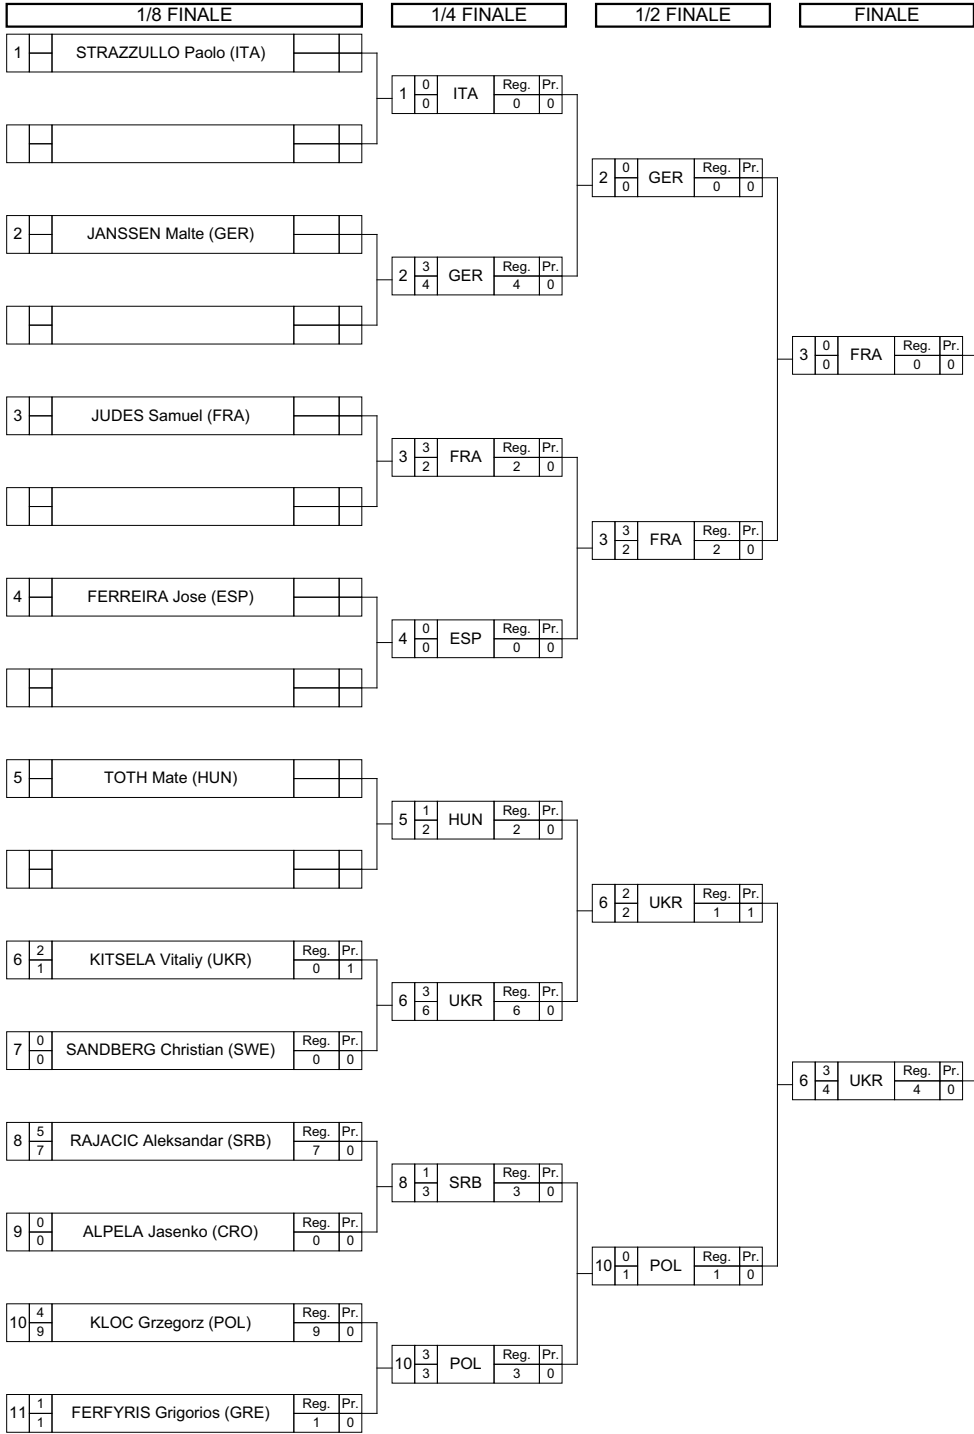 1/8 FINALE 1/4 FINALE 1/2 FINALE FINALE
1 STRAZZULLO Paolo (ITA)
1 0 0 ITA Reg. Pr. 0 0
2 0 0 GER Reg. Pr. 0 0
2 JANSSEN Malte (GER)
2 3 4 GER Reg. Pr. 4 0
3 0 0 FRA Reg. Pr. 0 0
3 JUDES Samuel (FRA)
3 3 2 FRA Reg. Pr. 2 0
3 3 2 FRA Reg. Pr. 2 0
4 FERREIRA Jose (ESP)
4 0 0 ESP Reg. Pr. 0 0
5 TOTH Mate (HUN)
5 1 2 HUN Reg. Pr. 2 0
6 2 2 UKR Reg. Pr. 1 1
6 2 1 KITSELA Vitaliy (UKR) Reg. Pr. 0 1
6 3 6 UKR Reg. Pr. 6 0
7 0 0 SANDBERG Christian (SWE) Reg. Pr. 0 0
6 3 4 UKR Reg. Pr. 4 0
8 5 7 RAJACIC Aleksandar (SRB) Reg. Pr. 7 0
8 1 3 SRB Reg. Pr. 3 0
9 0 0 ALPELA Jasenko (CRO) Reg. Pr. 0 0
10 0 1 POL Reg. Pr. 1 0
10 4 9 KLOC Grzegorz (POL) Reg. Pr. 9 0
10 3 3 POL Reg. Pr. 3 0
11 1 1 FERFYRIS Grigorios (GRE) Reg. Pr. 1 0